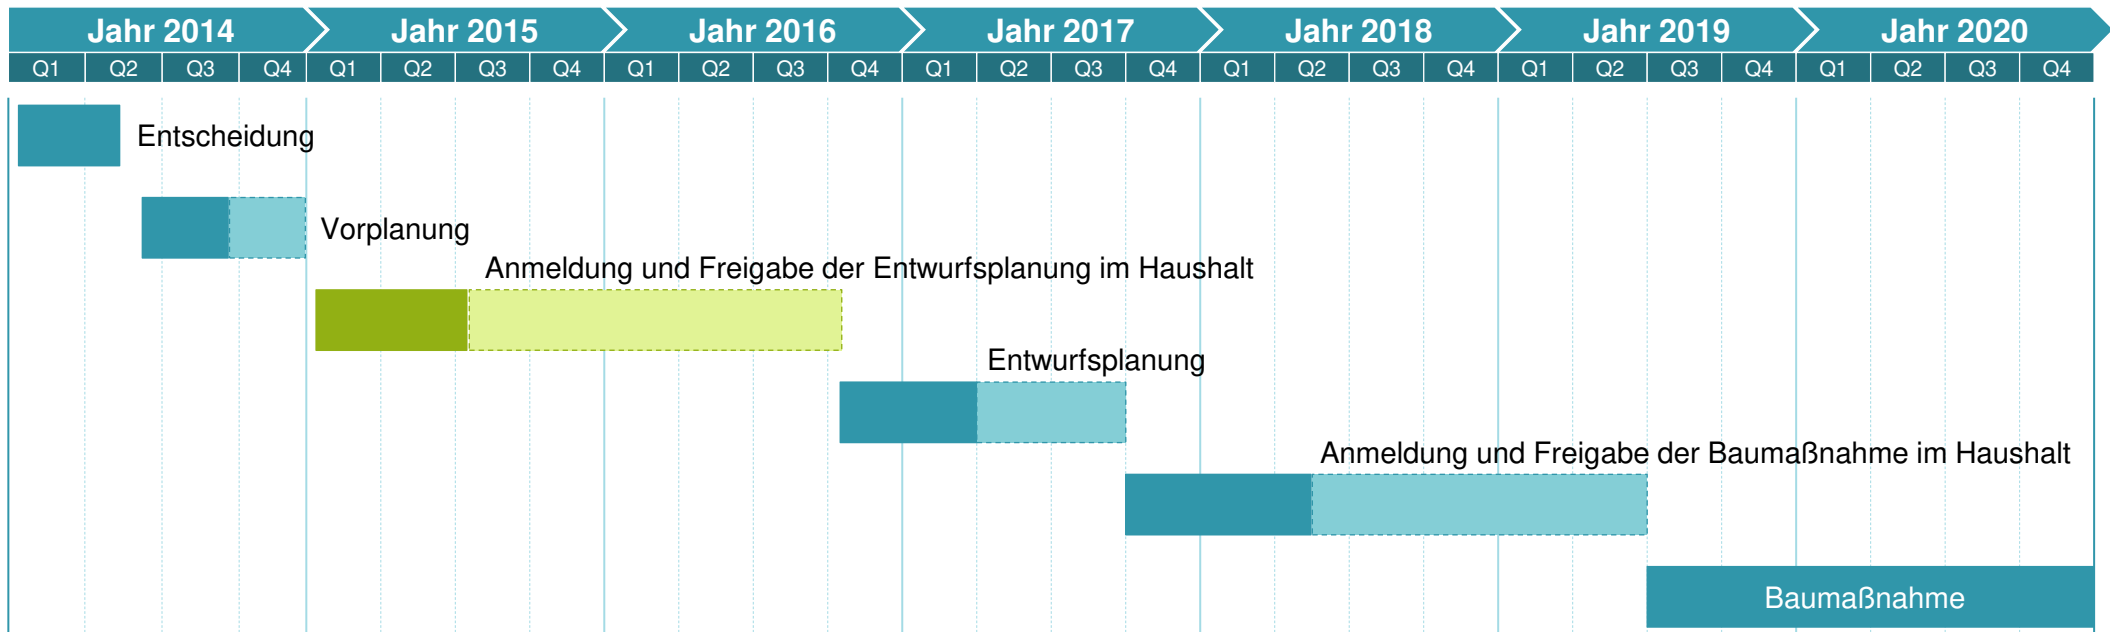 Jahr 2014 Jahr 2015 Jahr 2016 Jahr 2017 Jahr 2018 Jahr 2019 Jahr 2020
Q1 Q2 Q3 Q4 Q1 Q2 Q3 Q4 Q1 Q2 Q3 Q4 Q1 Q2 Q3 Q4 Q1 Q2 Q3 Q4 Q1 Q2 Q3 Q4 Q1 Q2 Q3 Q4
Entscheidung
Vorplanung
Anmeldung und Freigabe der Entwurfsplanung im Haushalt
Entwurfsplanung
Anmeldung und Freigabe der Baumaßnahme im Haushalt
Baumaßnahme